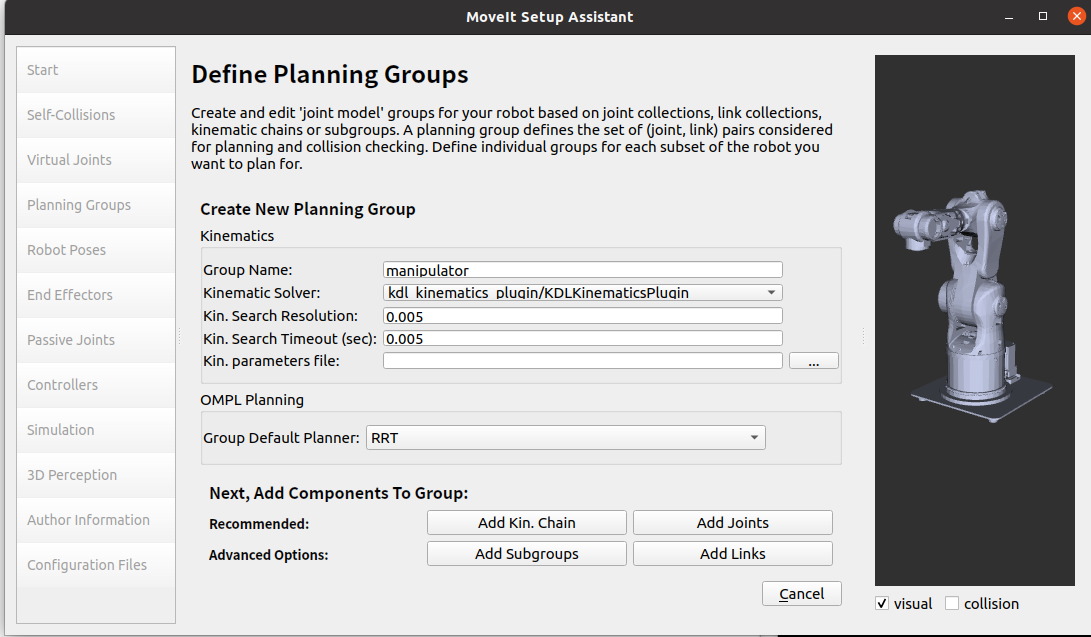 MoveIt Setup Assistant
Start
Self-Collisions
Virtual Joints
Planning Groups
Robot Poses
End Effectors
Passive Joints
Controllers
Simulation
3D Perception
Author Information
Configuration Files
Define Planning Groups
Create and edit 'joint model' groups for your robot based on joint collections, link collections,
kinematic chains or subgroups. A planning group defines the set of (joint, link) pairs considered
for planning and collision checking. Define individual groups for each subset of the robot you
want to plan for.
Create New Planning Group
Kinematics
Group Name: manipulator
Kinematic Solver: kdl_kinematics_plugin/KDLKinematicsPlugin
Kin. Search Resolution: 0.005
Kin. Search Timeout (sec): 0.005
Kin. parameters file: ...
OMPL Planning
Group Default Planner: RRT
Next, Add Components To Group:
Recommended: Add Kin. Chain Add Joints
Advanced Options: Add Subgroups Add Links
Cancel
visual collision